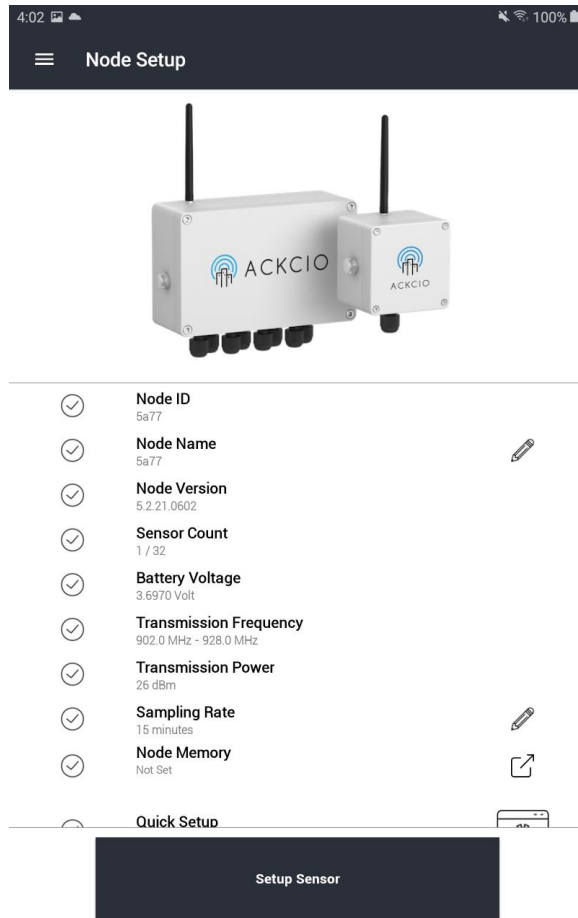 4:02
100%
Node Setup
ACKCIO
ACKCIO
Node ID
5a77
Node Name
5a77
Node Version
5.2.21.0602
Sensor Count
1 / 32
Battery Voltage
3.6970 Volt
Transmission Frequency
902.0 MHz - 928.0 MHz
Transmission Power
26 dBm
Sampling Rate
15 minutes
Node Memory
Not Set
Quick Setup
Setup Sensor